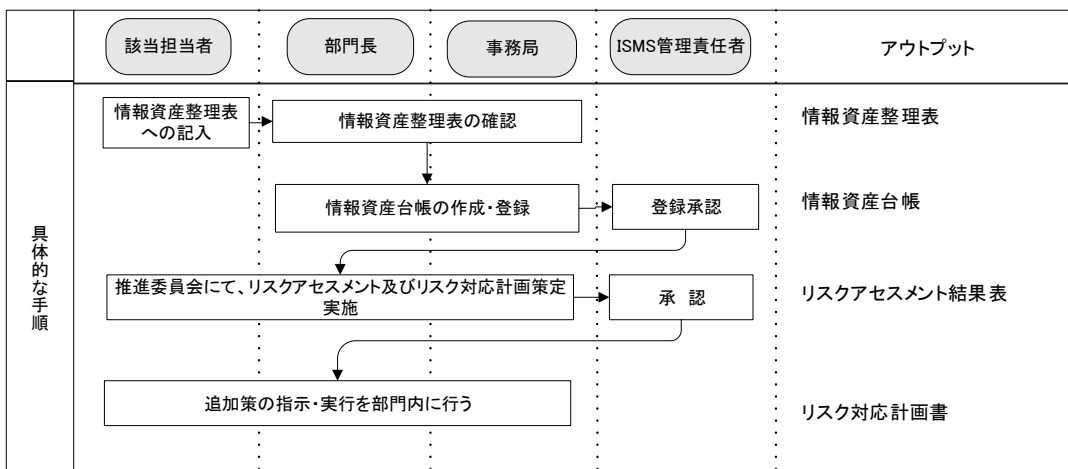 該当担当者
部門長
事務局
ISMS管理責任者
アウトプット
具体的な手順
情報資産整理表
への記入
情報資産整理表の確認
情報資産整理表
情報資産台帳の作成・登録
登録承認
情報資産台帳
推進委員会にて、リスクアセスメント及びリスク対応計画策定
実施
承 認
リスクアセスメント結果表
追加策の指示・実行を部門内に行う
リスク対応計画書